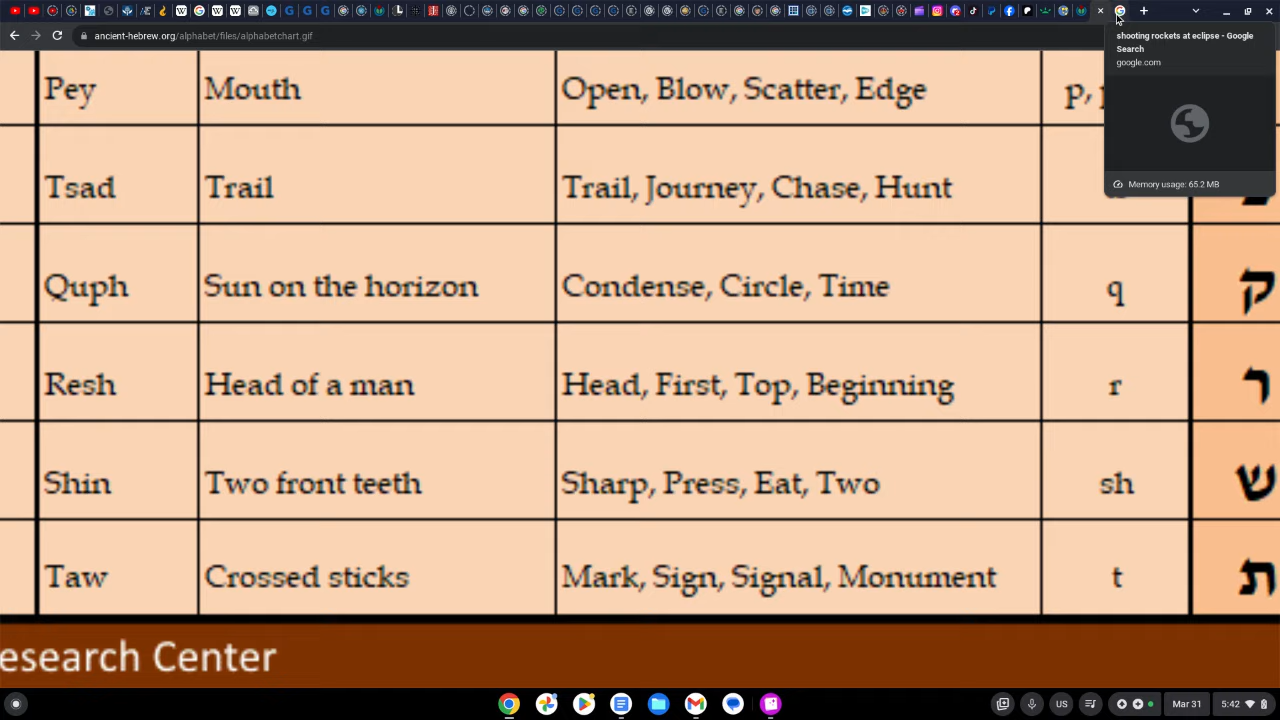 ancient-hebrew.org/alphabet/files/alphabetchart.gif
shooting rockets at eclipse - Google
Search
google.com
Memory usage: 65.2 MB
Pey Mouth Open, Blow, Scatter, Edge p,
Tsad Trail Trail, Journey, Chase, Hunt
Quph Sun on the horizon Condense, Circle, Time q ק
Resh Head of a man Head, First, Top, Beginning r ר
Shin Two front teeth Sharp, Press, Eat, Two sh ש
Taw Crossed sticks Mark, Sign, Signal, Monument t ת
esearch Center
US Mar 31 5:42